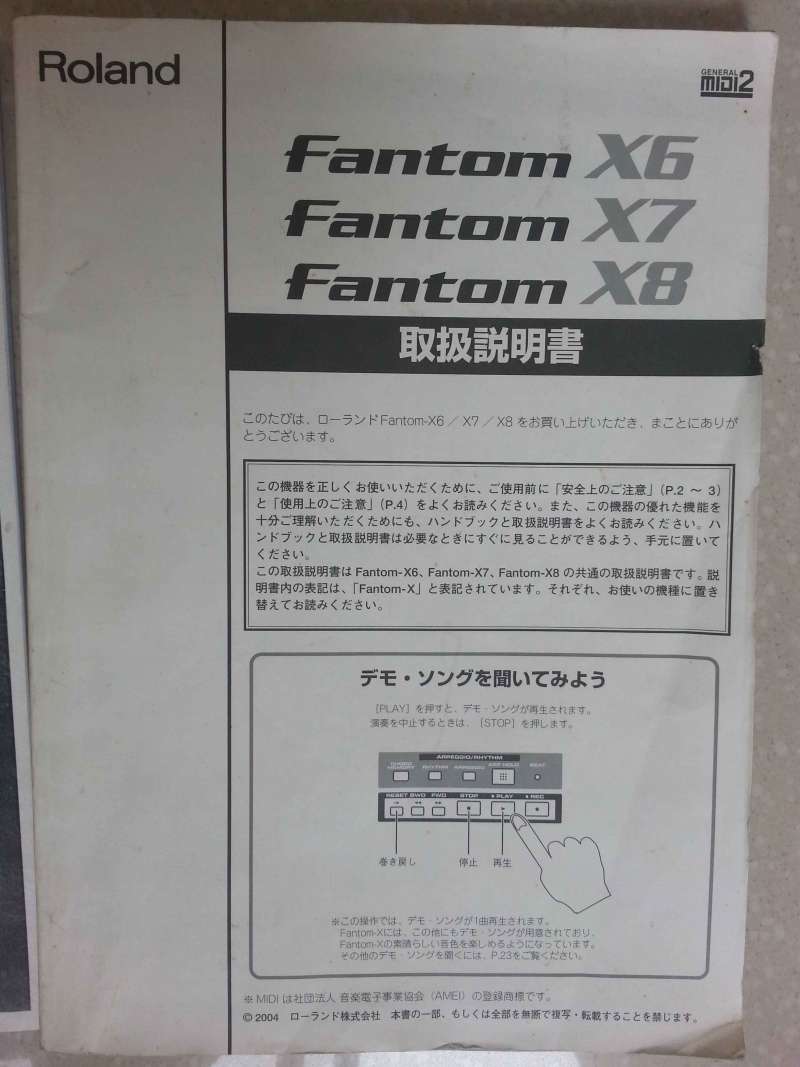 Roland
GENERAL
MIDI2
Fantom X6
Fantom X7
Fantom X8
取扱説明書
このたびは、ローランドFantom-X6／X7／X8をお買い上げいただき、まことにありが
とうございます。
この機器を正しくお使いいただくために、ご使用前に「安全上のご注意」（P.2 〜 3）
と「使用上のご注意」（P.4）をよくお読みください。また、この機器の優れた機能を
十分ご理解いただくためにも、ハンドブックと取扱説明書をよくお読みください。ハ
ンドブックと取扱説明書は必要なときにすぐに見ることができるよう、手元に置いて
ください。
この取扱説明書は Fantom-X6、Fantom-X7、Fantom-X8 の共通の取扱説明書です。説
明書内の表記は、「Fantom-X」と表記されています。それぞれ、お使いの機種に置き
替えてお読みください。
デモ・ソングを聞いてみよう
［PLAY］を押すと、デモ・ソングが再生されます。
演奏を中止するときは、［STOP］を押します。
ARPEGGIO/RHYTHM
MEMORY RHYTHM ARPEGGIO ARP HOLD BEAT
RESET BWD FWD STOP PLAY REC
巻き戻し 停止 再生
※この操作では、デモ・ソングが1曲再生されます。
Fantom-Xには、この他にもデモ・ソングが用意されており、
Fantom-Xの素晴らしい音色を楽しめるようになっています。
その他のデモ・ソングを聞くには、P.23をご覧ください。
※ MIDI は社団法人 音楽電子事業協会（AMEI）の登録商標です。
© 2004 ローランド株式会社 本書の一部、もしくは全部を無断で複写・転載することを禁じます。